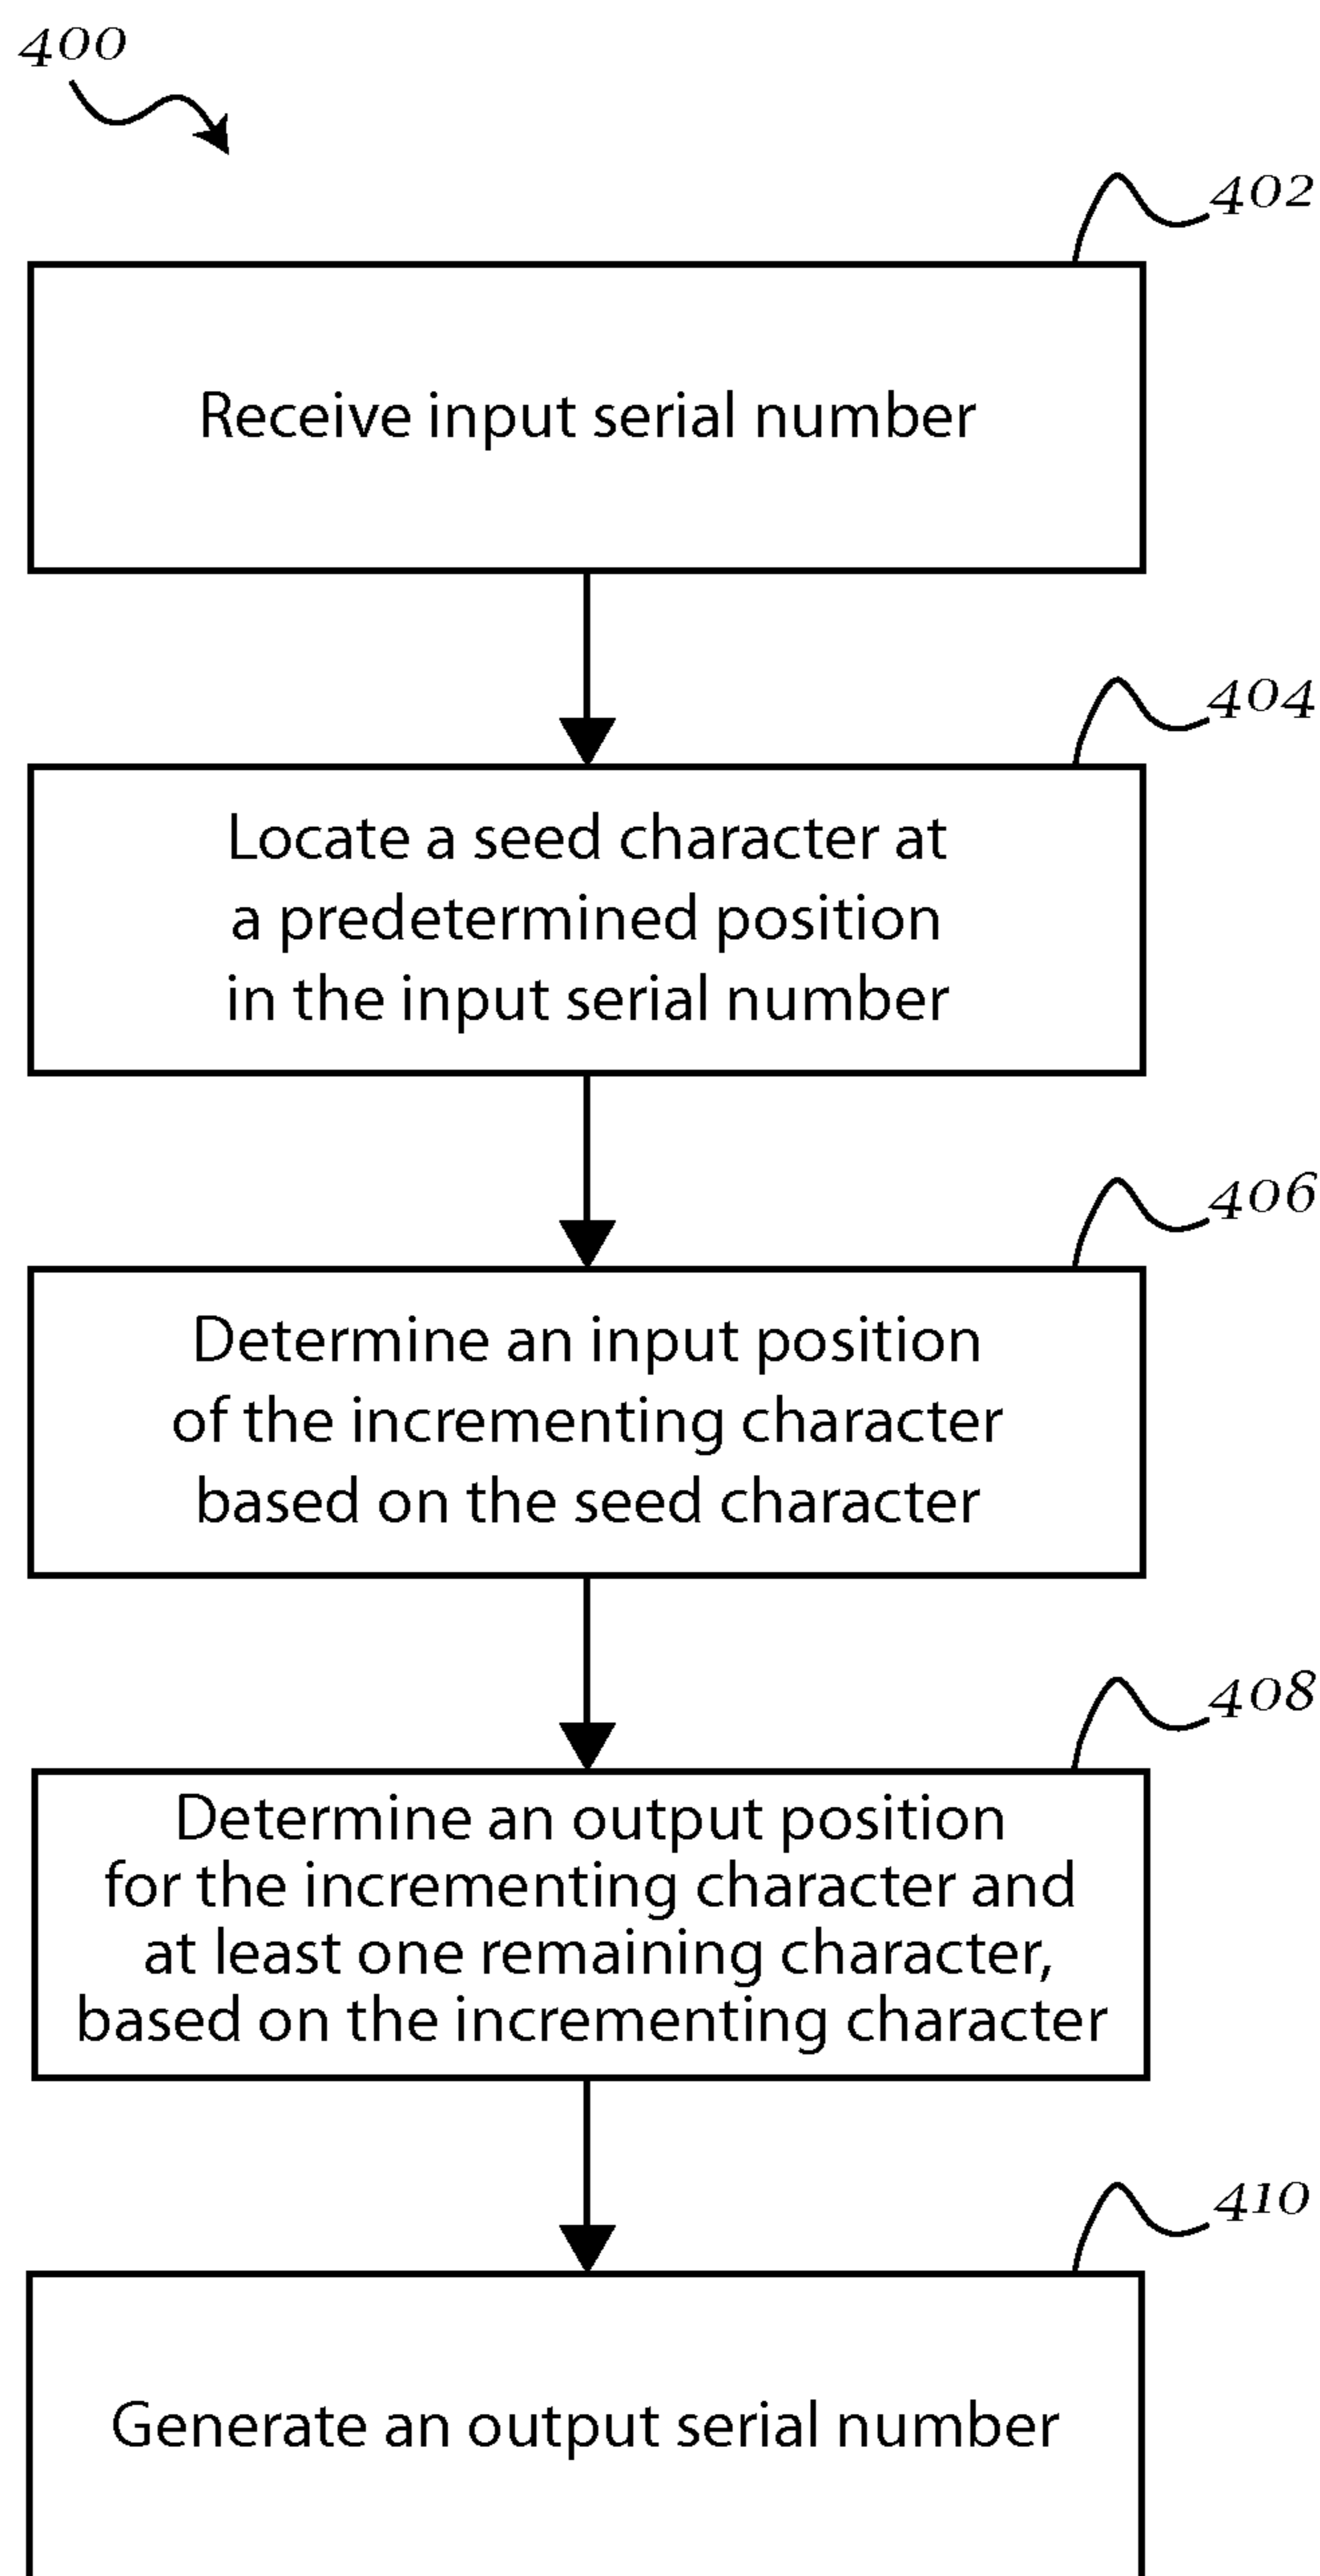 400
402
Receive input serial number
404
Locate a seed character at
a predetermined position
in the input serial number
406
Determine an input position
of the incrementing character
based on the seed character
408
Determine an output position
for the incrementing character and
at least one remaining character,
based on the incrementing character
410
Generate an output serial number